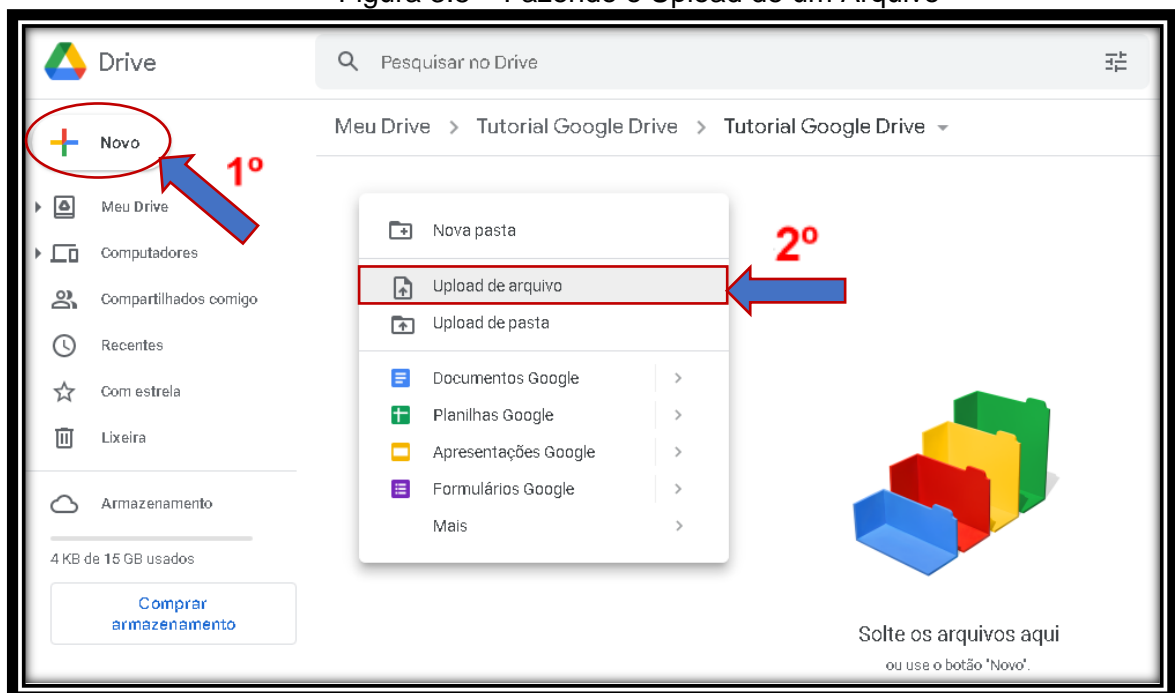 Drive
Pesquisar no Drive
Novo
1º
Meu Drive > Tutorial Google Drive > Tutorial Google Drive
Meu Drive
Computadores
Compartilhados comigo
Recentes
Com estrela
Lixeira
Armazenamento
4 KB de 15 GB usados
Comprar
armazenamento
Nova pasta
2º
Upload de arquivo
Upload de pasta
Documentos Google
Planilhas Google
Apresentações Google
Formulários Google
Mais
Solte os arquivos aqui
ou use o botão "Novo".